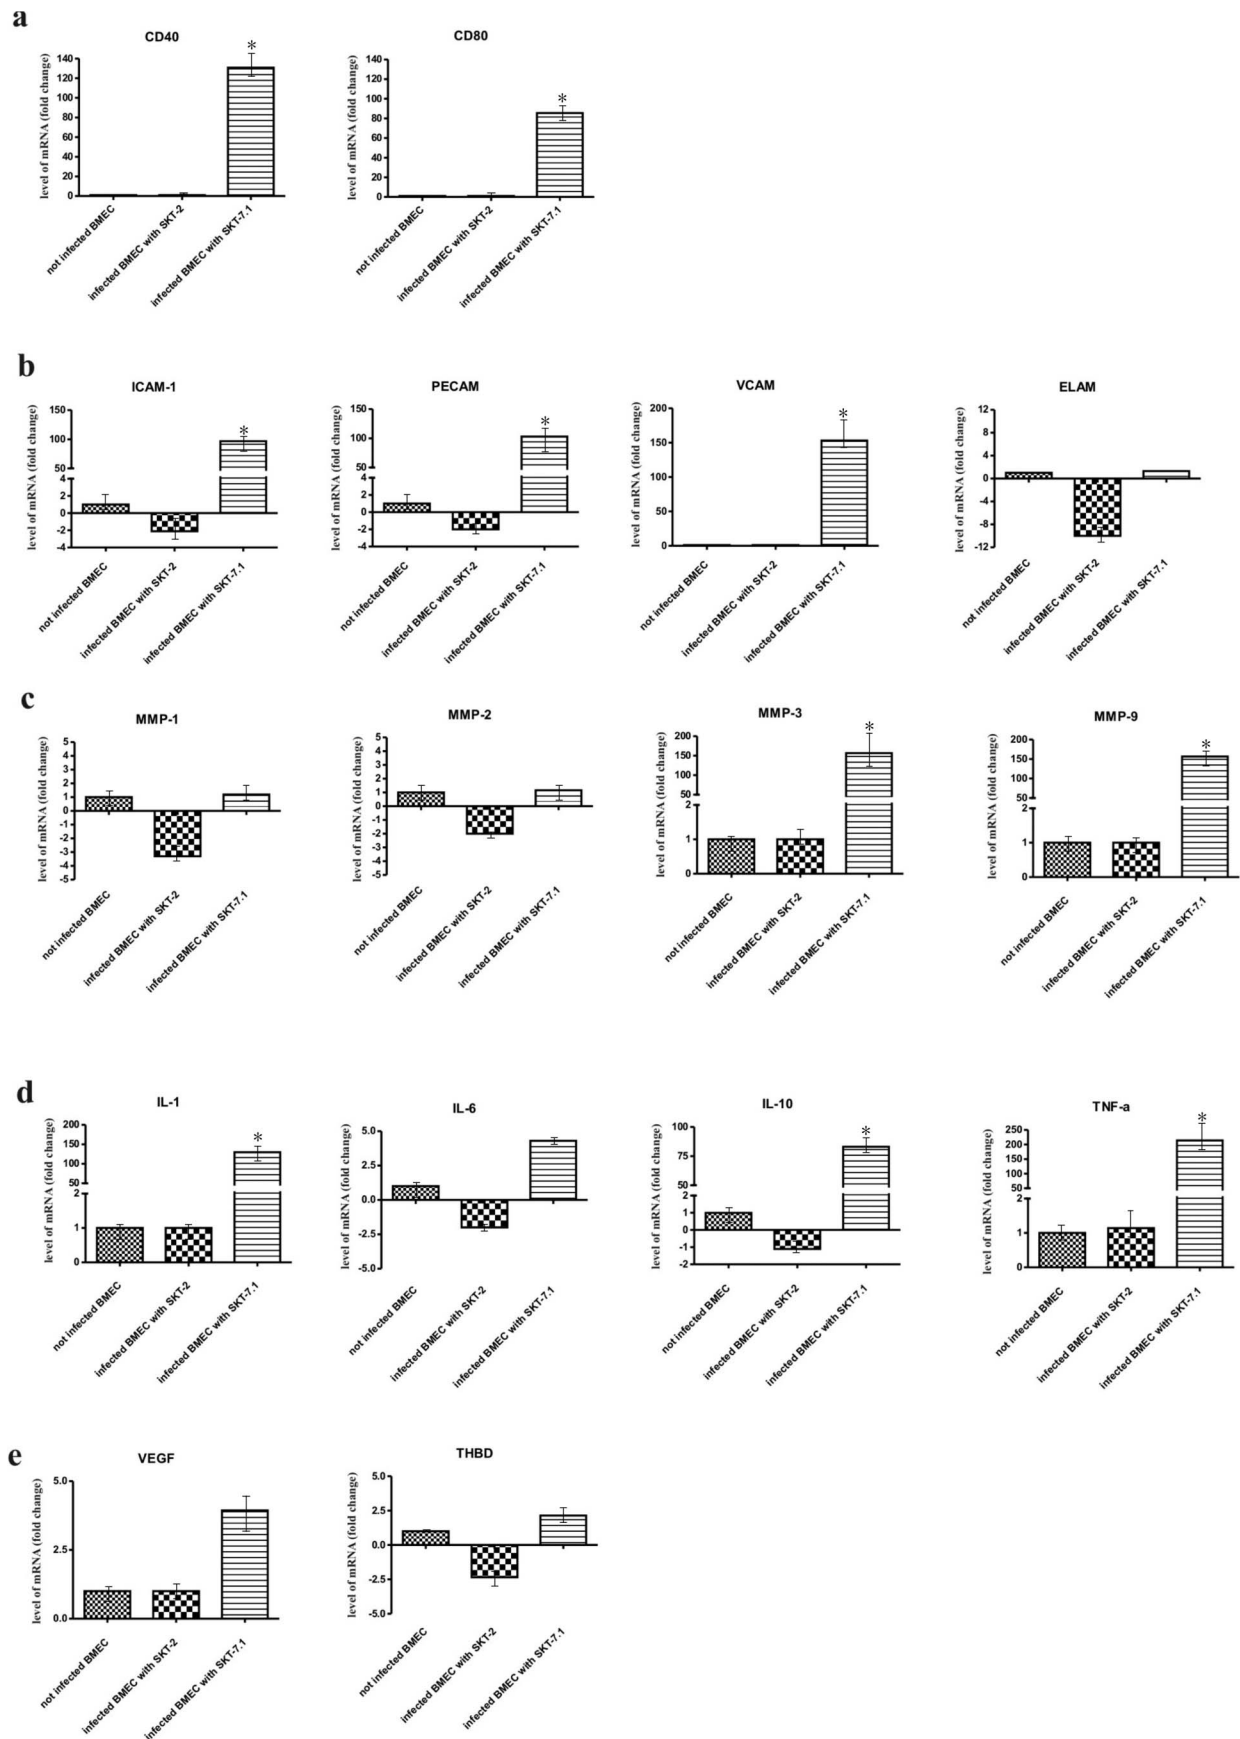 a
CD40
level of mRNA (fold change)
140
120
100
80
60
40
20
0
*
not infected BMEC
infected BMEC with SKT-2
infected BMEC with SKT-7.1
CD80
level of mRNA (fold change)
140
120
100
80
60
40
20
0
*
not infected BMEC
infected BMEC with SKT-2
infected BMEC with SKT-7.1
b
ICAM-1
level of mRNA (fold change)
150
100
50
4
2
0
-2
-4
*
not infected BMEC
infected BMEC with SKT-2
infected BMEC with SKT-7.1
PECAM
level of mRNA (fold change)
150
100
50
4
2
0
-2
-4
*
not infected BMEC
infected BMEC with SKT-2
infected BMEC with SKT-7.1
VCAM
level of mRNA (fold change)
200
150
100
50
0
*
not infected BMEC
infected BMEC with SKT-2
infected BMEC with SKT-7.1
ELAM
level of mRNA (fold change)
12
8
4
0
-4
-8
-12
not infected BMEC
infected BMEC with SKT-2
infected BMEC with SKT-7.1
c
MMP-1
level of mRNA (fold change)
5
4
3
2
1
0
-1
-2
-3
-4
-5
not infected BMEC
infected BMEC with SKT-2
infected BMEC with SKT-7.1
MMP-2
level of mRNA (fold change)
5
4
3
2
1
0
-1
-2
-3
-4
-5
not infected BMEC
infected BMEC with SKT-2
infected BMEC with SKT-7.1
MMP-3
level of mRNA (fold change)
200
150
100
50
2
1
0
*
not infected BMEC
infected BMEC with SKT-2
infected BMEC with SKT-7.1
MMP-9
level of mRNA (fold change)
200
150
100
50
2
1
0
*
not infected BMEC
infected BMEC with SKT-2
infected BMEC with SKT-7.1
d
IL-1
level of mRNA (fold change)
200
150
100
50
2
1
0
*
not infected BMEC
infected BMEC with SKT-2
infected BMEC with SKT-7.1
IL-6
level of mRNA (fold change)
5.0
2.5
0.0
-2.5
-5.0
not infected BMEC
infected BMEC with SKT-2
infected BMEC with SKT-7.1
IL-10
level of mRNA (fold change)
100
75
50
2
1
0
-1
-2
*
not infected BMEC
infected BMEC with SKT-2
infected BMEC with SKT-7.1
TNF-a
level of mRNA (fold change)
250
200
150
100
50
2
1
0
*
not infected BMEC
infected BMEC with SKT-2
infected BMEC with SKT-7.1
e
VEGF
level of mRNA (fold change)
5.0
2.5
0.0
not infected BMEC
infected BMEC with SKT-2
infected BMEC with SKT-7.1
THBD
level of mRNA (fold change)
5.0
2.5
0.0
-2.5
-5.0
not infected BMEC
infected BMEC with SKT-2
infected BMEC with SKT-7.1